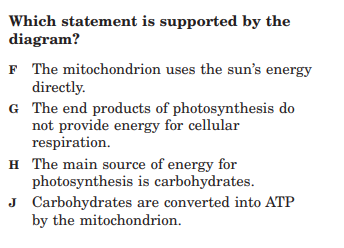 Which statement is supported by the
diagram?
F The mitochondrion uses the sun's energy
directly.
G The end products of photosynthesis do
not provide energy for cellular
respiration.
H The main source of energy for
photosynthesis is carbohydrates.
J Carbohydrates are converted into ATP
by the mitochondrion.